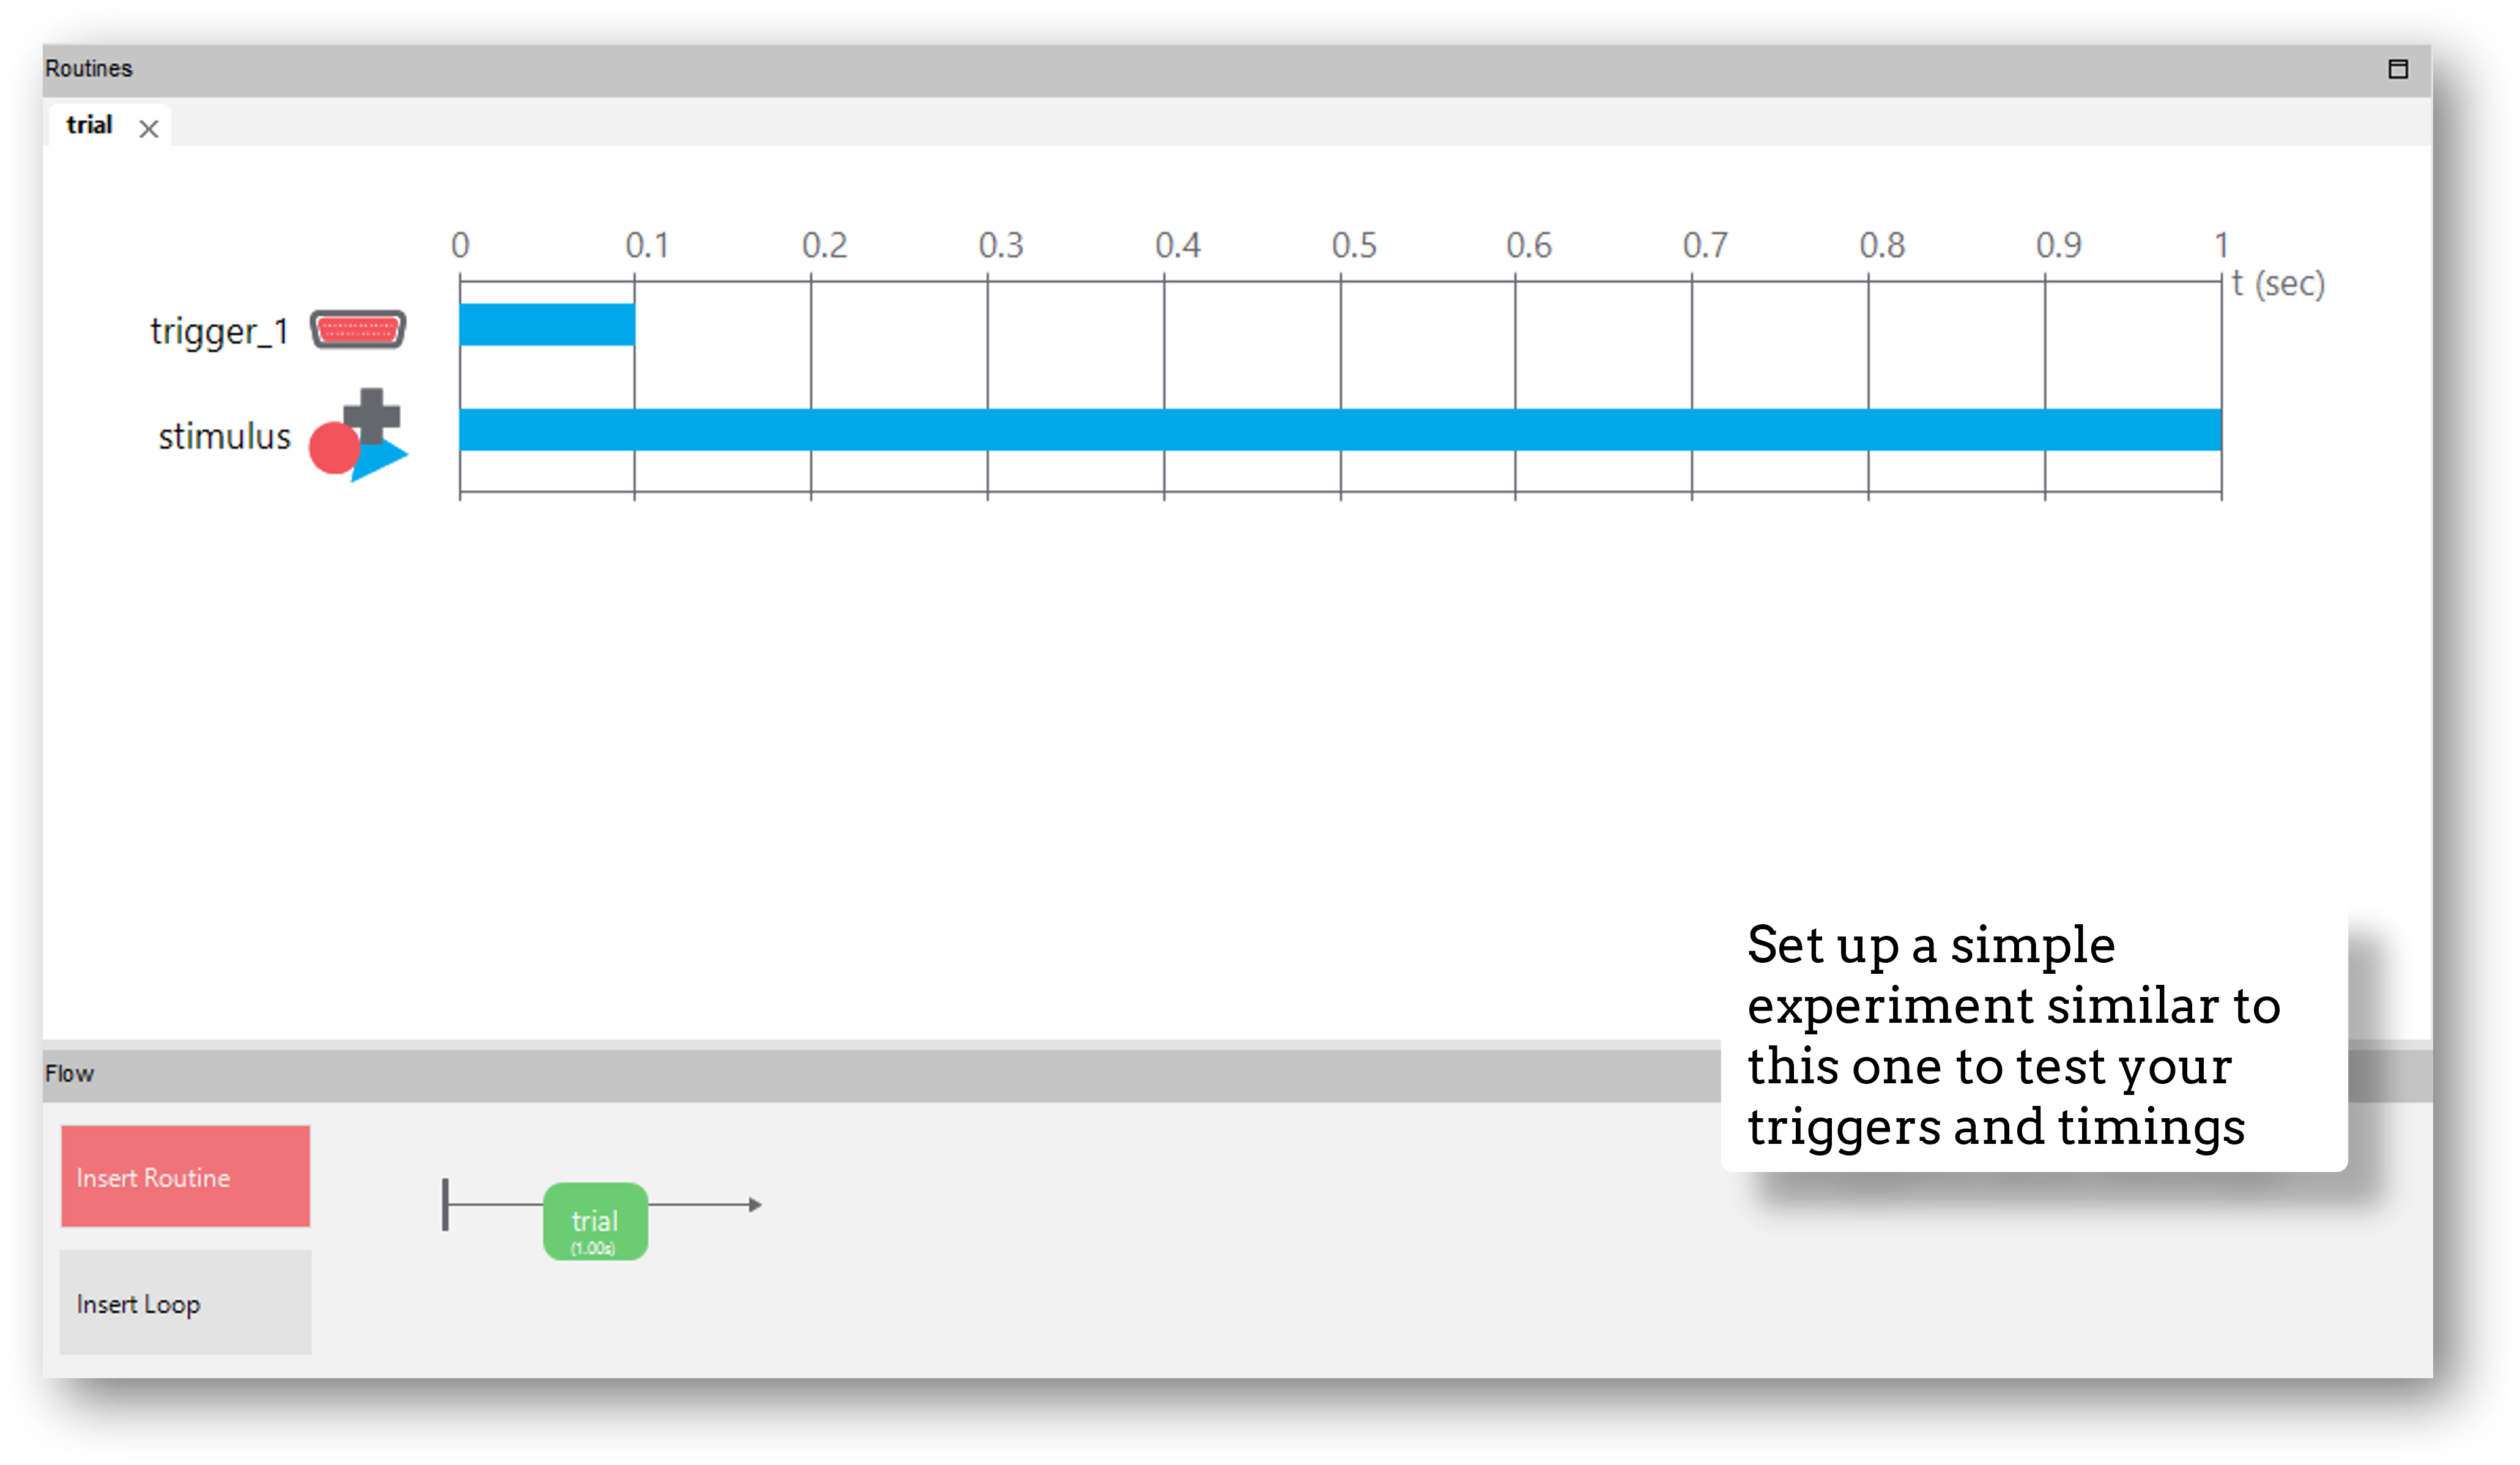 Routines
trial
0 0.1 0.2 0.3 0.4 0.5 0.6 0.7 0.8 0.9 1
t (sec)
trigger_1
stimulus
Set up a simple
experiment similar to
this one to test your
triggers and timings
Flow
Insert Routine
trial
(1.00s)
Insert Loop